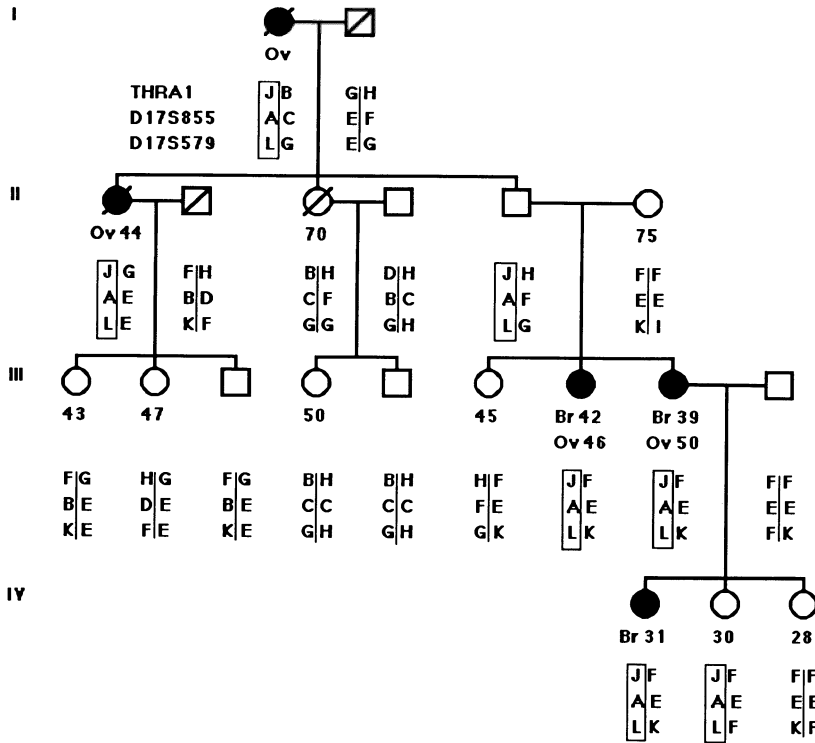 I
Ov
THRA1 J B G H
D17S855 A C E F
D17S579 L G E G
II
Ov 44 70 75
J G F H B H D H J H F F
A E B D C F B C A F E E
L E K F G G G H L G K I
III
43 47 50 45 Br 42 Br 39
Ov 46 Ov 50
F G H G F G B H B H H F J F J F F F
B E D E B E C C C C F E A E A E E E
K E F E K E G H G H G K L K L K F K
IV
Br 31 30 28
J F J F F F
A E A E E E
L K L F K F